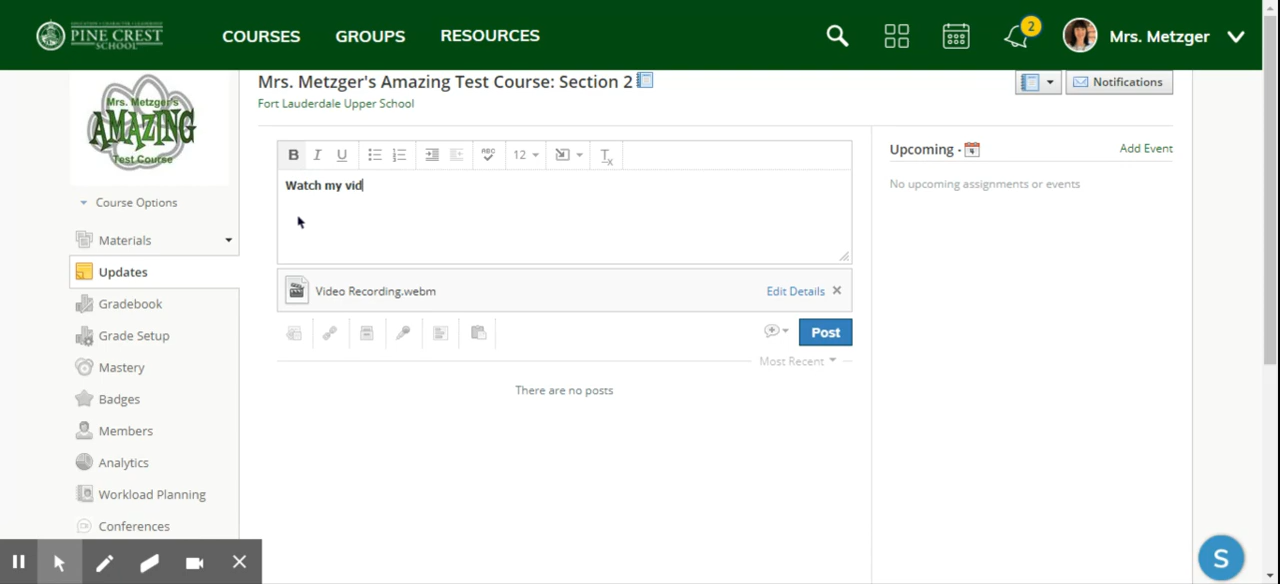 PINE CREST
SCHOOL
COURSES
GROUPS
RESOURCES
2
Mrs. Metzger
Mrs. Metzger's
AMAZING
Test Course
Mrs. Metzger's Amazing Test Course: Section 2
Notifications
Fort Lauderdale Upper School
Course Options
Materials
Updates
Gradebook
Grade Setup
Mastery
Badges
Members
Analytics
Workload Planning
Conferences
B I U ABC 12 Tx
Watch my vid
Video Recording.webm
Edit Details
Post
Most Recent
There are no posts
Upcoming ·
Add Event
No upcoming assignments or events
S